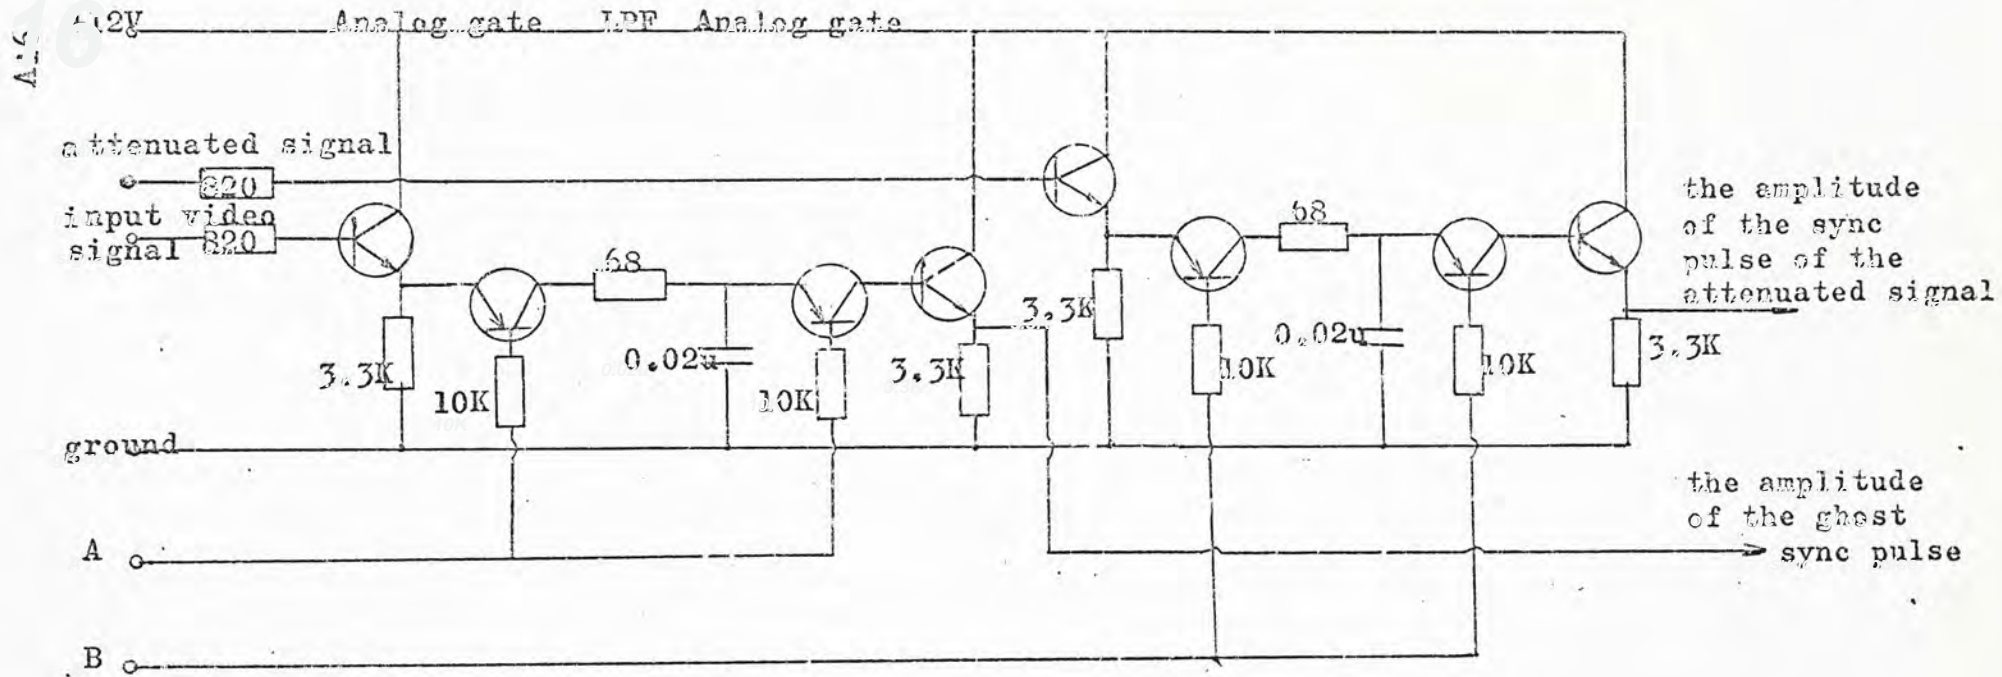 A16
16
+12V Analog gate LPF Analog gate
attenuated signal
820
input video
signal
820
68
3.3K
10K
0.02u
10K
3.3K
3.3K
68
10K
0.02u
10K
3.3K
the amplitude
of the sync
pulse of the
attenuated signal
ground
the amplitude
of the ghost
sync pulse
A
B